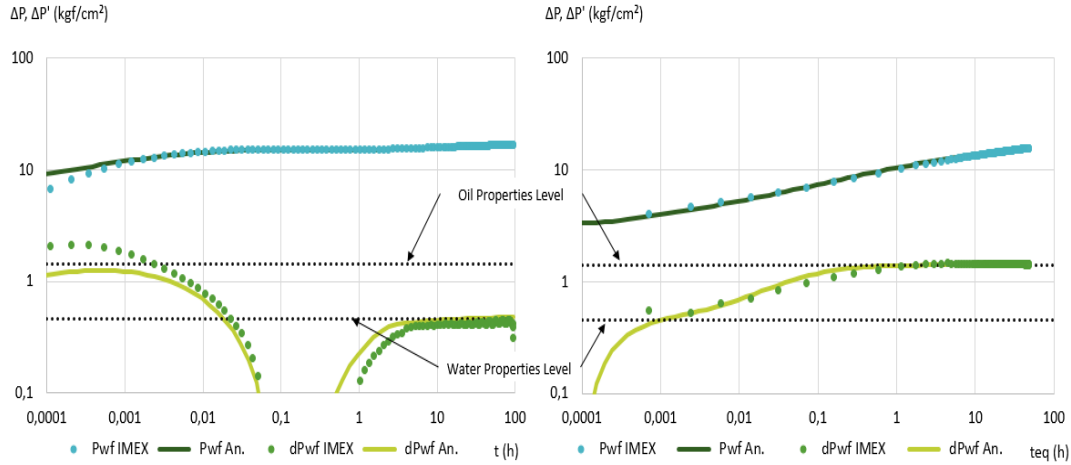 ΔP, ΔP' (kgf/cm²)
100
10
1
0,1
0,0001
0,001
0,01
0,1
1
10
100
t (h)
Pwf IMEX
Pwf An.
dPwf IMEX
dPwf An.
Oil Properties Level
Water Properties Level
ΔP, ΔP' (kgf/cm²)
100
10
1
0,1
0,0001
0,001
0,01
0,1
1
10
100
teq (h)
Pwf IMEX
Pwf An.
dPwf IMEX
dPwf An.